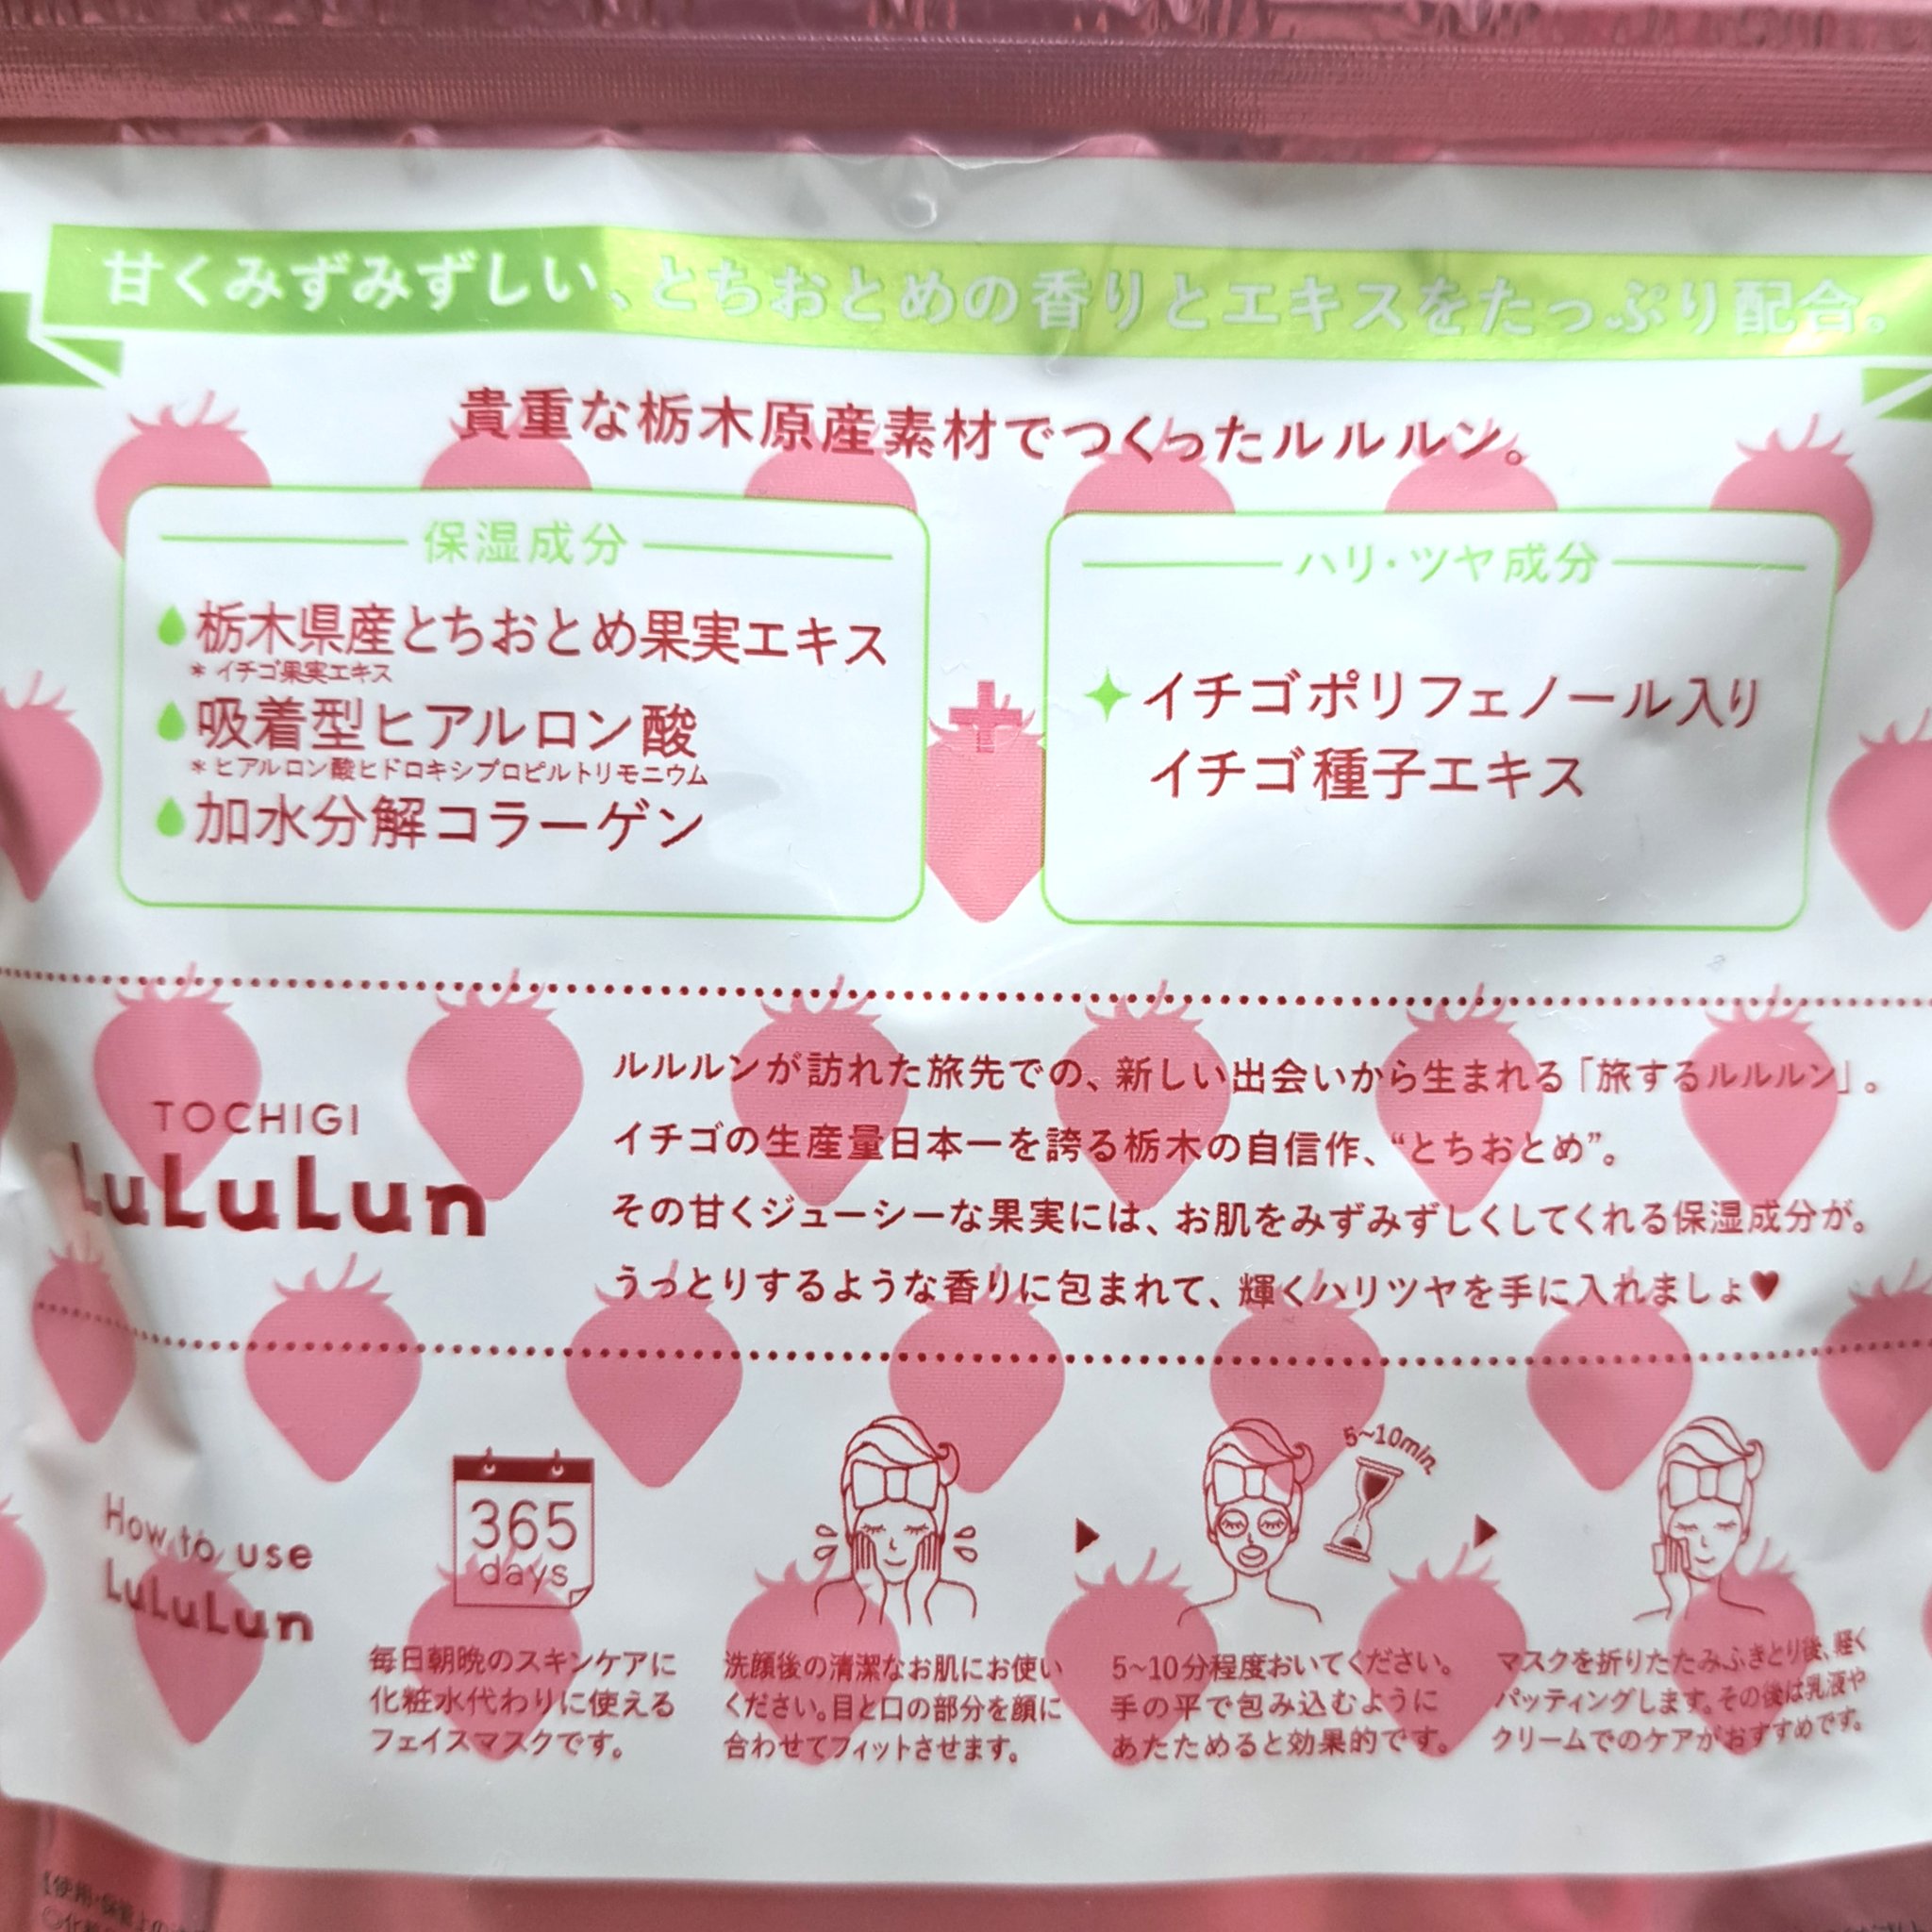 甘くみずみずしい、とちおとめの香りとエキスをたっぷり配合。
貴重な栃木原産素材でつくったルルルン。
保湿成分
栃木県産とちおとめ果実エキス
*イチゴ果実エキス
吸着型ヒアルロン酸
*ヒアルロン酸ヒドロキシプロピルトリモニウム
加水分解コラーゲン
+
ハリ・ツヤ成分
イチゴポリフェノール入り
イチゴ種子エキス
TOCHIGI
LuLuLun
ルルルンが訪れた旅先での、新しい出会いから生まれる「旅するルルルン」。
イチゴの生産量日本一を誇る栃木の自信作、“とちおとめ”。
その甘くジューシーな果実には、お肌をみずみずしくしてくれる保湿成分が。
うっとりするような香りに包まれて、輝くハリツヤを手に入れましょ♥
How to use
LuLuLun
365
days
毎日朝晩のスキンケアに
化粧水代わりに使える
フェイスマスクです。
洗顔後の清潔なお肌にお使い
ください。目と口の部分を顔に
合わせてフィットさせます。
5~10min.
5~10分程度おいてください。
手の平で包み込むように
あたためると効果的です。
マスクを折りたたみふきとり後、軽く
パッティングします。その後は乳液や
クリームでのケアがおすすめです。